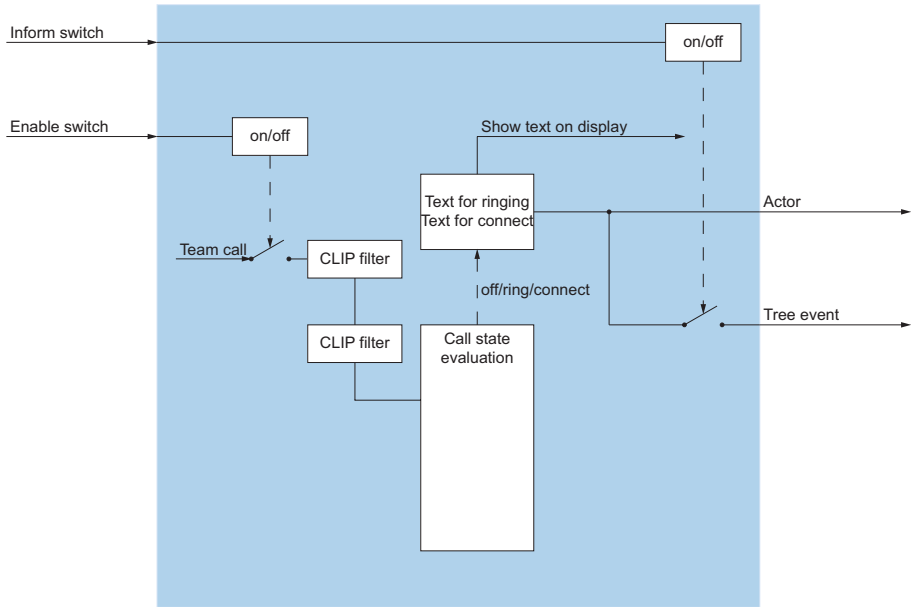 Inform switch
on/off
Enable switch
on/off
Show text on display
Text for ringing
Text for connect
Actor
Team call
CLIP filter
off/ring/connect
Tree event
CLIP filter
Call state
evaluation